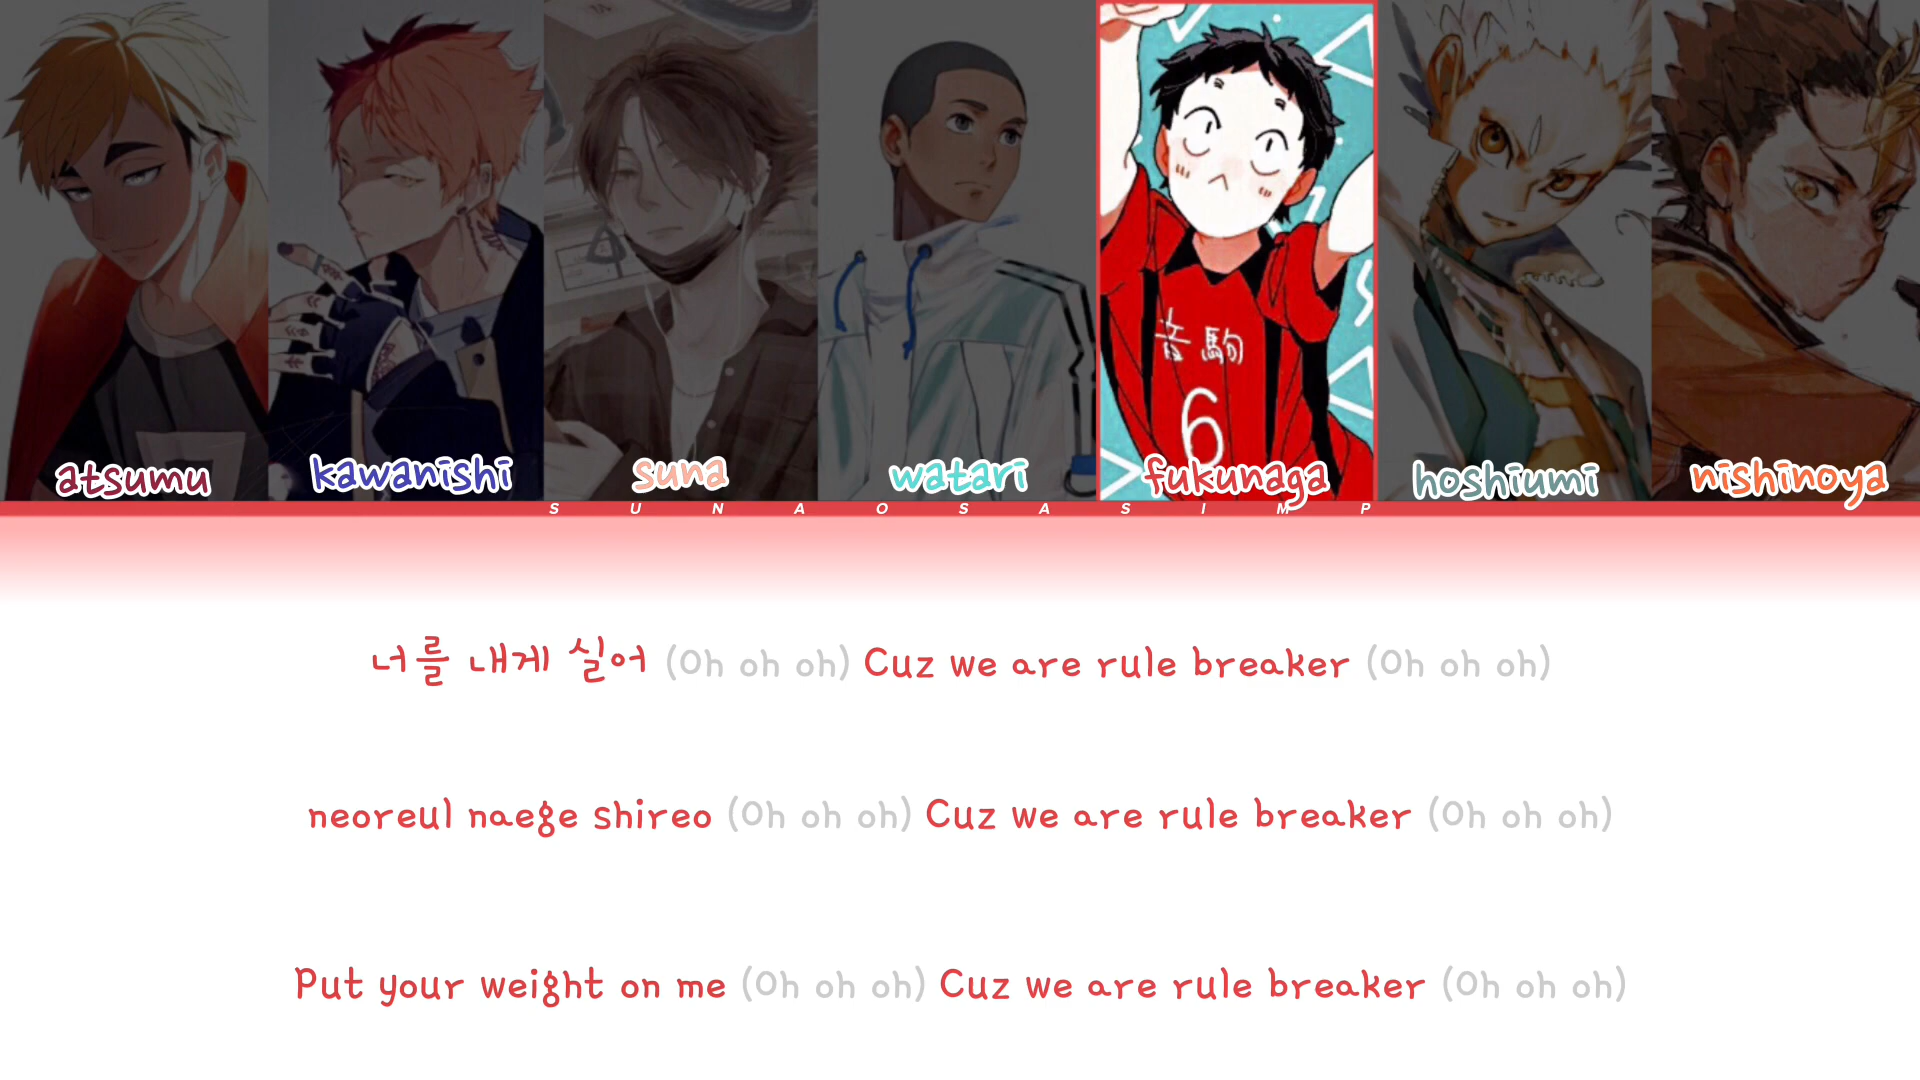 音駒
6
atsumu kawanishi suna watari fukunaga hoshiumi nishinoya
S U N A O S A S I M P
너를 내게 실어 (Oh oh oh) Cuz we are rule breaker (Oh oh oh)
neoreul naege shireo (Oh oh oh) Cuz we are rule breaker (Oh oh oh)
Put your weight on me (Oh oh oh) Cuz we are rule breaker (Oh oh oh)